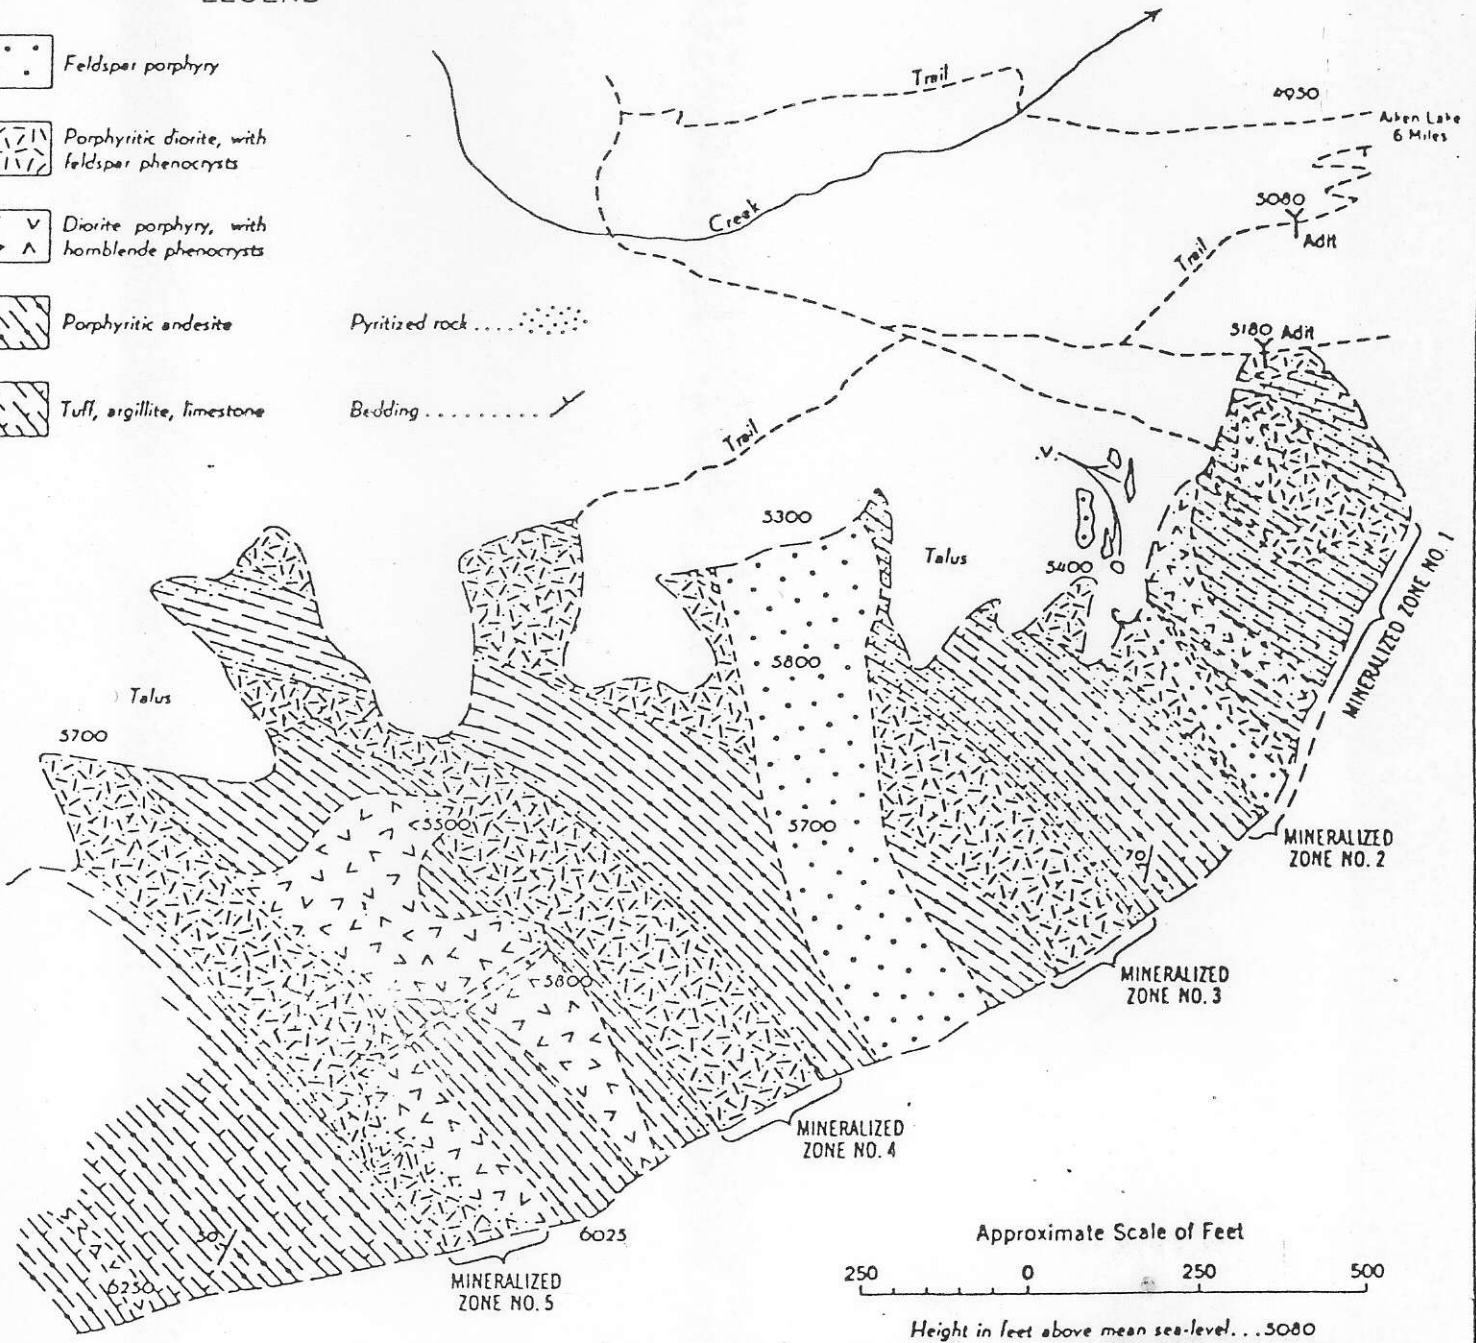 LEGEND
Feldspar porphyry
Porphyritic diorite, with
feldspar phenocrysts
Diorite porphyry, with
hornblende phenocrysts
Porphyritic andesite
Tuff, argillite, limestone
Pyritized rock....
Bedding............
Trail
4950
Aiken Lake
6 Miles
Creek
5080
Adit
Trail
5180 Adit
Trail
5300
Talus
5400
MINERALIZED ZONE NO. 1
5800
Talus
5700
5500
5700
70
MINERALIZED
ZONE NO. 2
5800
MINERALIZED
ZONE NO. 3
MINERALIZED
ZONE NO. 4
50
6025
6250
MINERALIZED
ZONE NO. 5
Approximate Scale of Feet
250 0 250 500
Height in feet above mean sea-level...5080